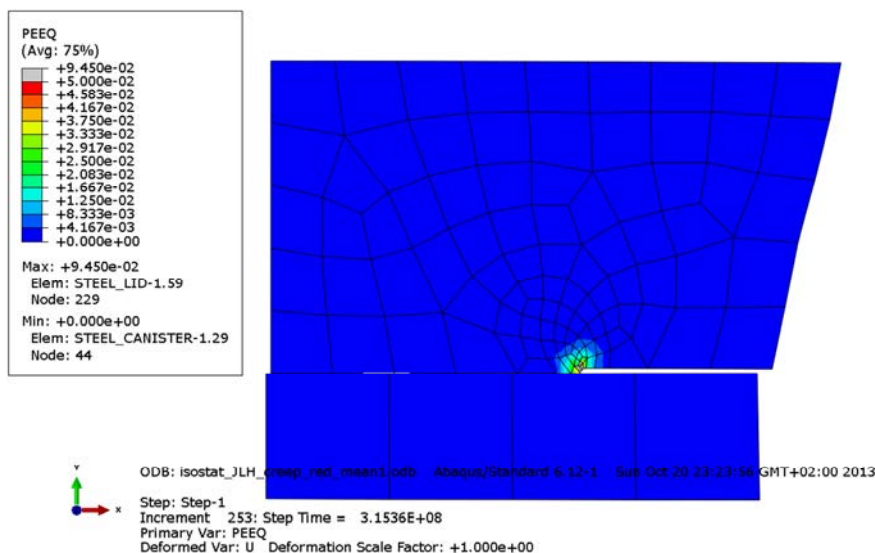 PEEQ
(Avg: 75%)
+9.450e-02
+5.000e-02
+4.583e-02
+4.167e-02
+3.750e-02
+3.333e-02
+2.917e-02
+2.500e-02
+2.083e-02
+1.667e-02
+1.250e-02
+8.333e-03
+4.167e-03
+0.000e+00
Max: +9.450e-02
Elem: STEEL_LID-1.59
Node: 229
Min: +0.000e+00
Elem: STEEL_CANISTER-1.29
Node: 44
Y
X
ODB: isostat_JLH_creep_red_mean1.odb Abaqus/Standard 6.12-1 Sun Oct 20 23:23:56 GMT+02:00 2013
Step: Step-1
Increment 253: Step Time = 3.1536E+08
Primary Var: PEEQ
Deformed Var: U Deformation Scale Factor: +1.000e+00